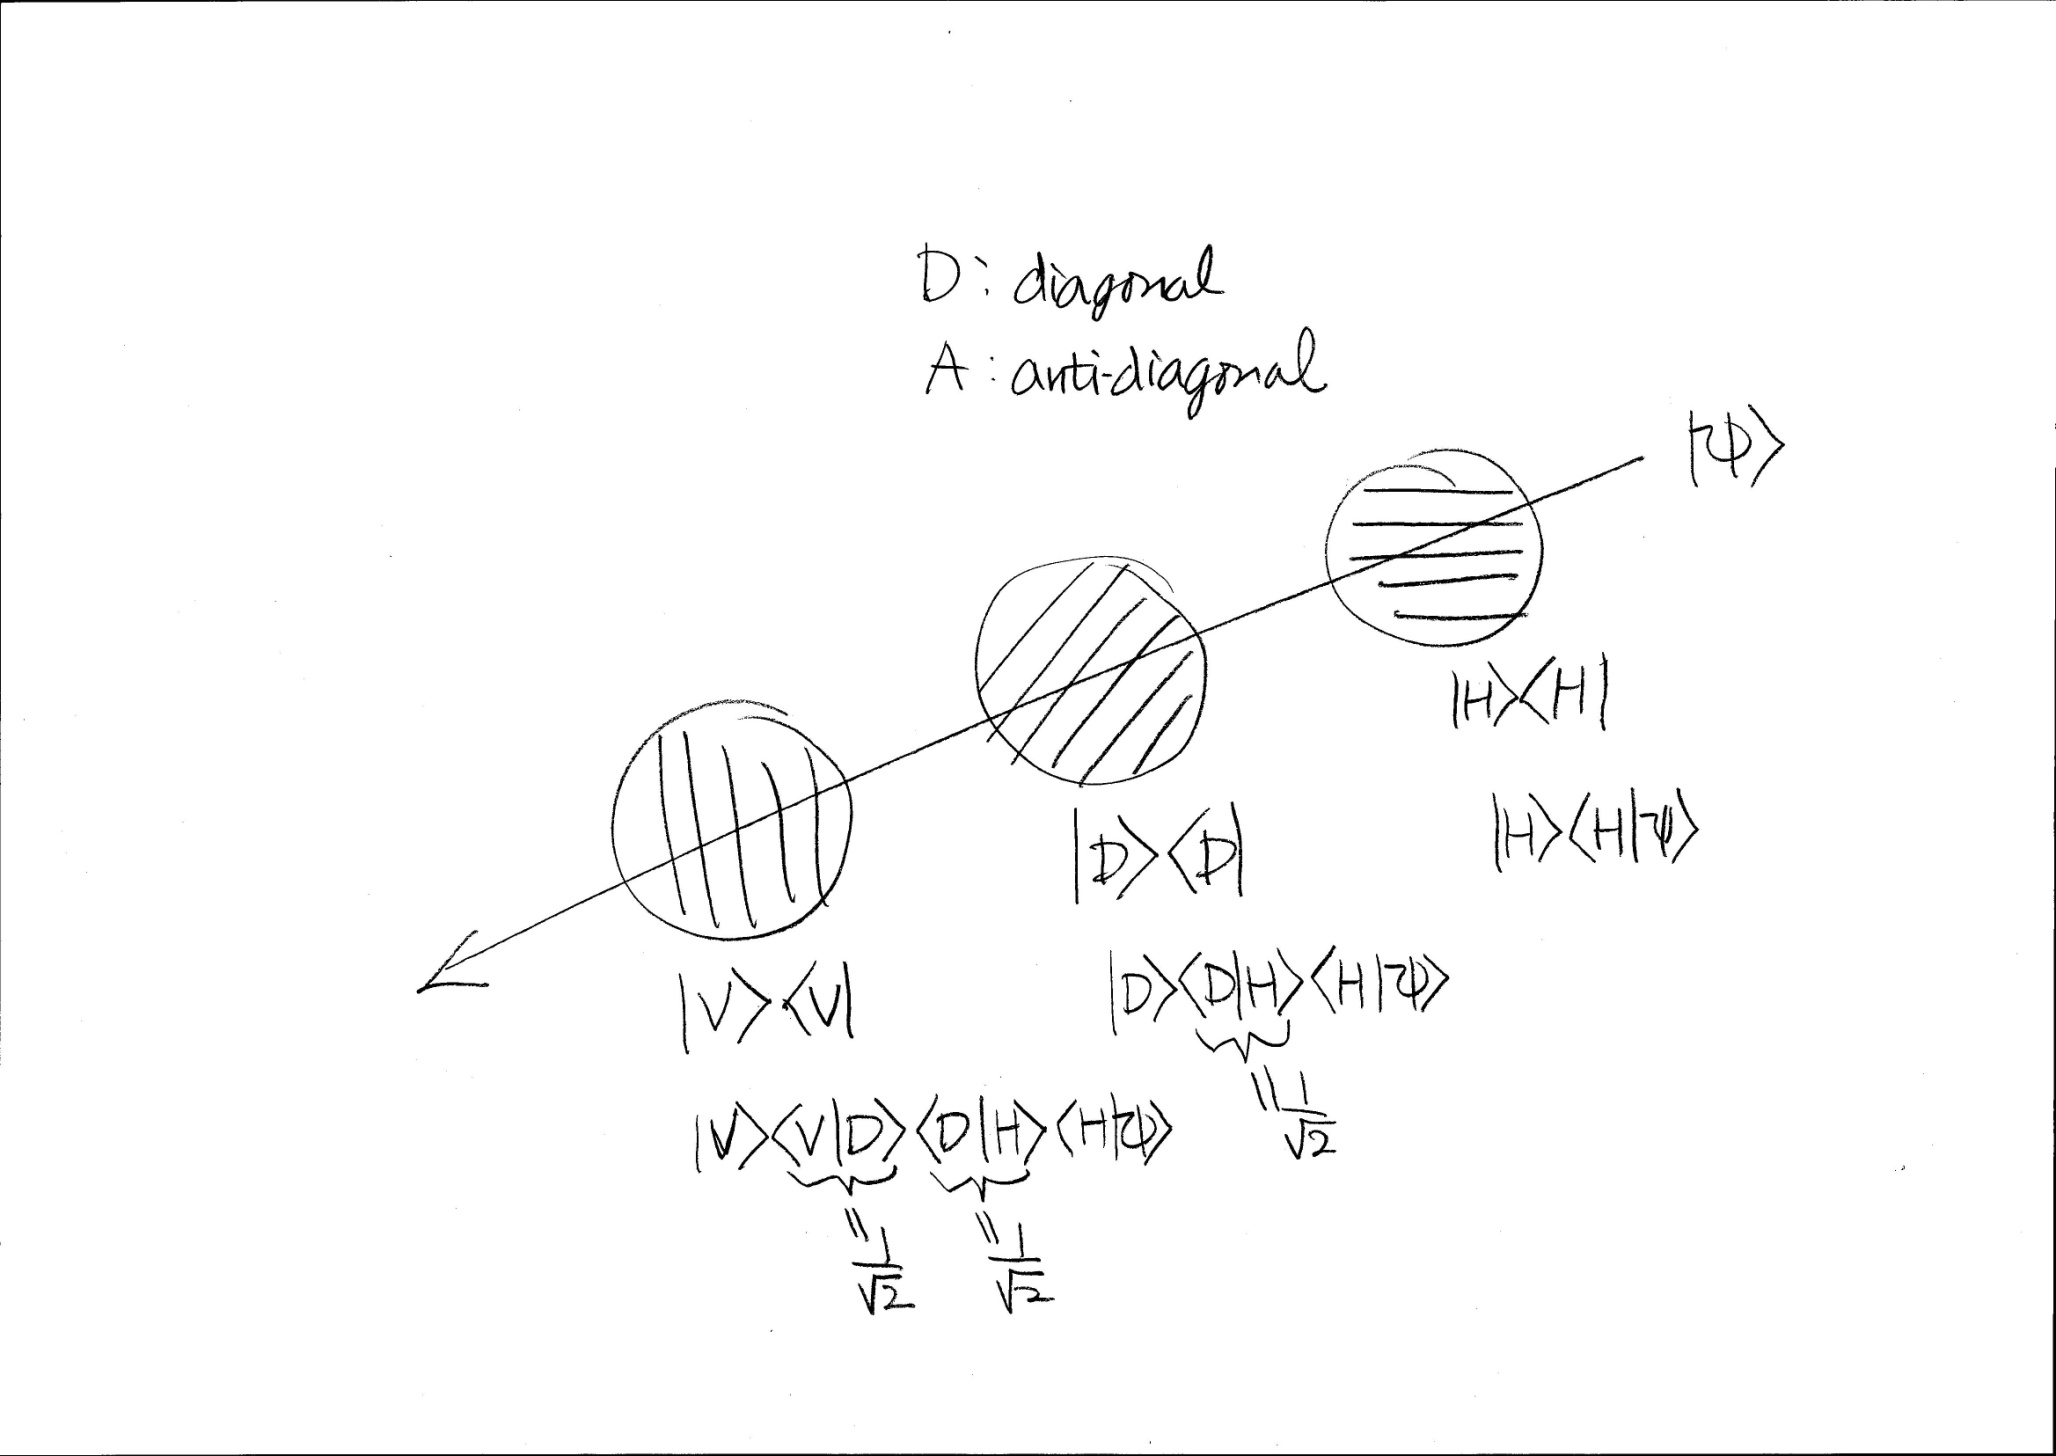 D: diagonal
A: anti-diagonal
|ψ⟩
|H⟩⟨H|
|H⟩⟨H|ψ⟩
|D⟩⟨D|
|D⟩⟨D|H⟩⟨H|ψ⟩
= 1/√2
|V⟩⟨V|
|V⟩⟨V|D⟩⟨D|H⟩⟨H|ψ⟩
= 1/√2 = 1/√2